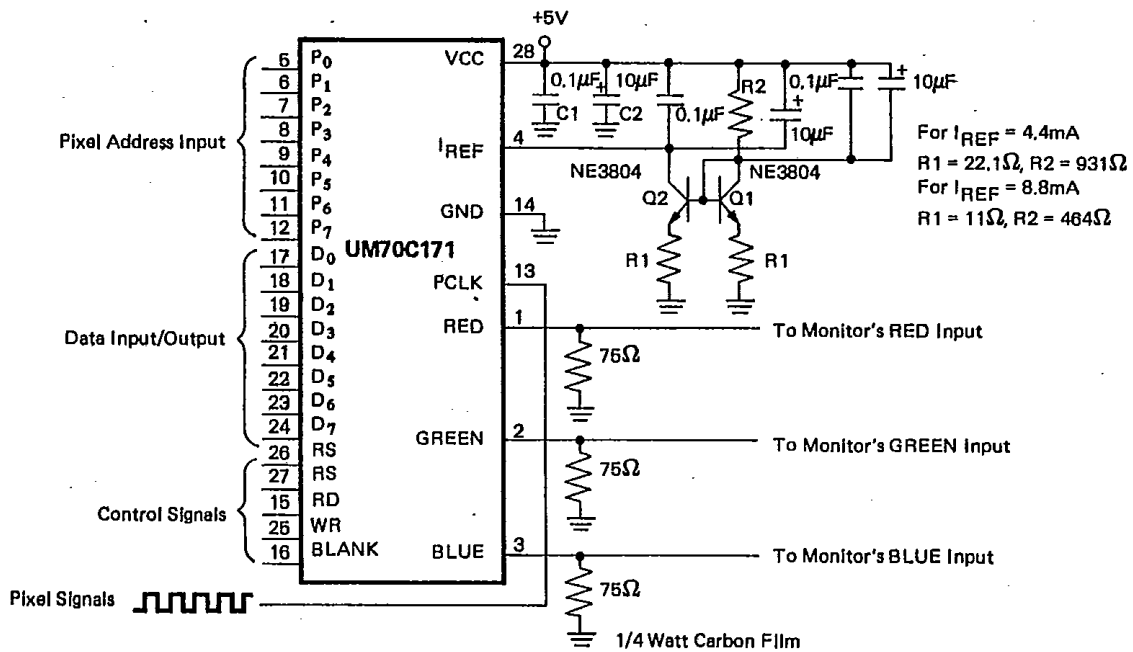 +5V
VCC 28
5 P0
6 P1
7 P2
8 P3
9 P4
10 P5
11 P6
12 P7
Pixel Address Input
17 D0
18 D1
19 D2
20 D3
21 D4
22 D5
23 D6
24 D7
Data Input/Output
26 RS
27 RS
15 RD
25 WR
16 BLANK
Control Signals
Pixel Signals
UM70C171
IREF 4
GND 14
PCLK 13
RED 1
GREEN 2
BLUE 3
0.1µF
C1
+
10µF
C2
0.1µF
R2
+
10µF
0.1µF
+
10µF
NE3804
NE3804
Q2
Q1
R1
R1
For IREF = 4.4mA
R1 = 22.1Ω, R2 = 931Ω
For IREF = 8.8mA
R1 = 11Ω, R2 = 464Ω
To Monitor's RED Input
75Ω
To Monitor's GREEN Input
75Ω
To Monitor's BLUE Input
75Ω
1/4 Watt Carbon Film